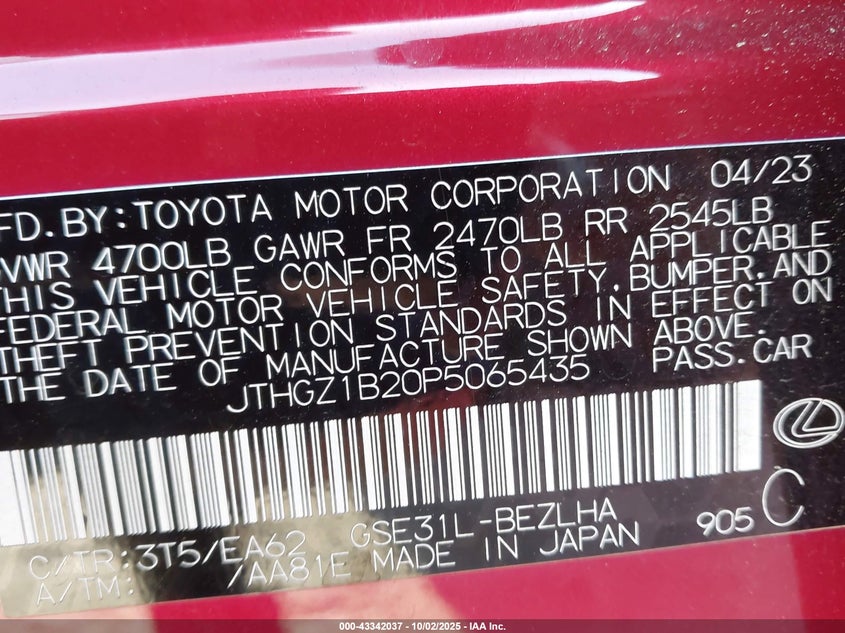 FD. BY: TOYOTA MOTOR CORPORATION 04/23
VWR 4700LB GAWR FR 2470LB RR 2545LB
THIS VEHICLE CONFORMS TO ALL APPLICABLE
FEDERAL MOTOR VEHICLE SAFETY, BUMPER, AND
THEFT PREVENTION STANDARDS IN EFFECT ON
THE DATE OF MANUFACTURE SHOWN ABOVE.
JTHGZ1B20P5065435 PASS. CAR
C/TR: 3T5/EA62 GSE31L-BEZLHA 905 C
A/TM: /AA81E MADE IN JAPAN
000-43342037 - 10/02/2025 - IAA Inc.